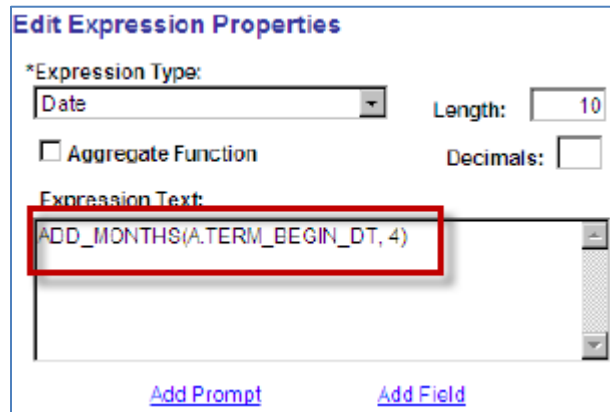 Edit Expression Properties
*Expression Type:
Date
Length: 10
Aggregate Function
Decimals:
Expression Text:
ADD_MONTHS(A.TERM_BEGIN_DT, 4)
Add Prompt Add Field